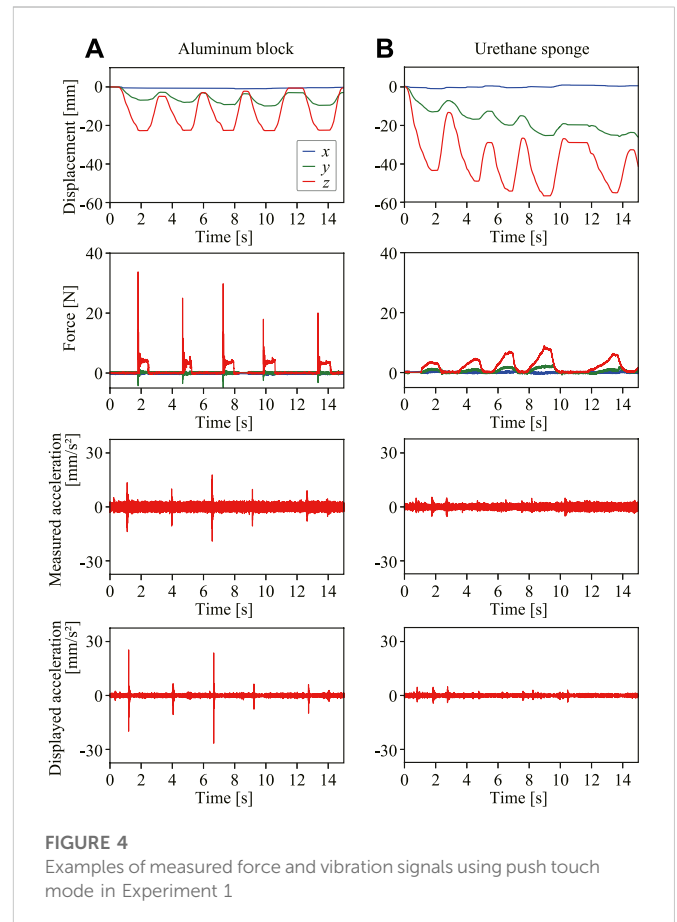 A Aluminum block
B Urethane sponge
Displacement [mm]
0
-20
-40
-60
x
y
z
0 2 4 6 8 10 12 14
Time [s]
0
-20
-40
-60
0 2 4 6 8 10 12 14
Time [s]
Force [N]
40
20
0
0 2 4 6 8 10 12 14
Time [s]
40
20
0
0 2 4 6 8 10 12 14
Time [s]
Measured acceleration
[mm/s²]
30
0
-30
0 2 4 6 8 10 12 14
Time [s]
30
0
-30
0 2 4 6 8 10 12 14
Time [s]
Displayed acceleration
[mm/s²]
30
0
-30
0 2 4 6 8 10 12 14
Time [s]
30
0
-30
0 2 4 6 8 10 12 14
Time [s]
FIGURE 4
Examples of measured force and vibration signals using push touch
mode in Experiment 1